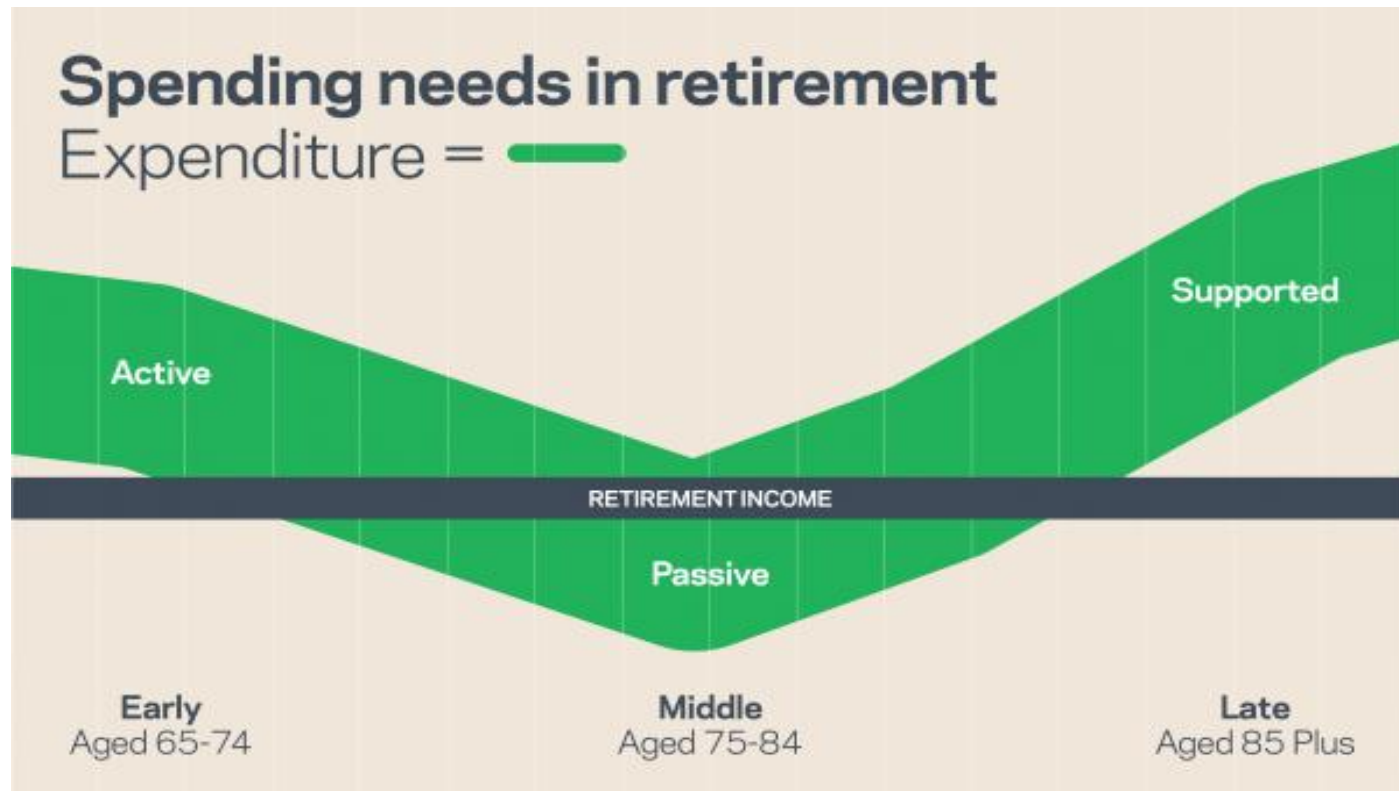 Spending needs in retirement
Expenditure =
Supported
Active
RETIREMENT INCOME
Passive
Early
Aged 65-74
Middle
Aged 75-84
Late
Aged 85 Plus